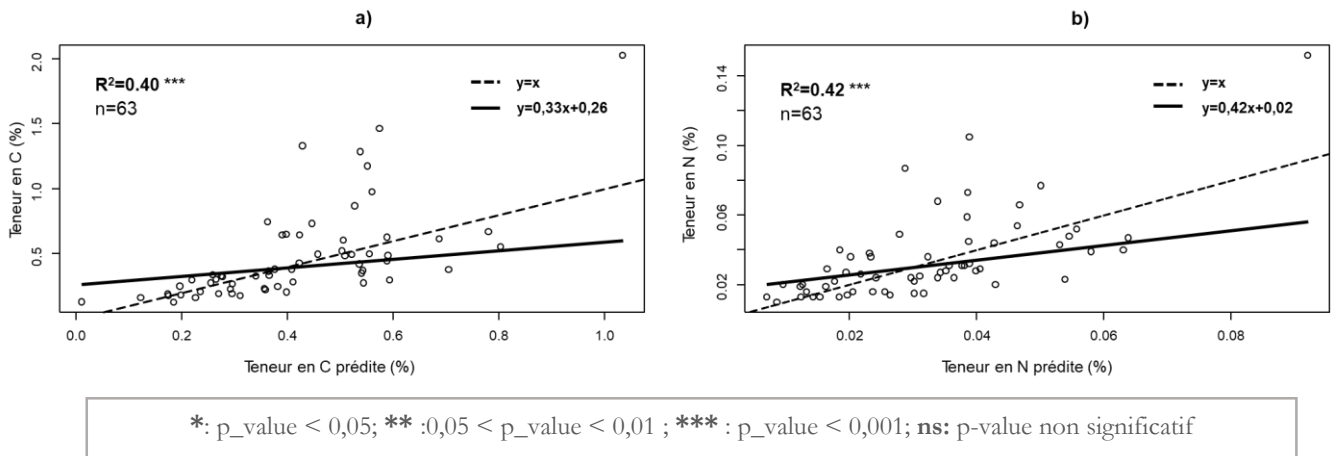 a)
R²=0.40 ***
n=63
y=x
y=0,33x+0,26
Teneur en C (%)
2.0
1.5
1.0
0.5
0.0 0.2 0.4 0.6 0.8 1.0
Teneur en C prédite (%)
b)
R²=0.42 ***
n=63
y=x
y=0,42x+0,02
Teneur en N (%)
0.14
0.10
0.06
0.02
0.02 0.04 0.06 0.08
Teneur en N prédite (%)
*: p_value < 0,05; ** :0,05 < p_value < 0,01 ; *** : p_value < 0,001; ns: p-value non significatif